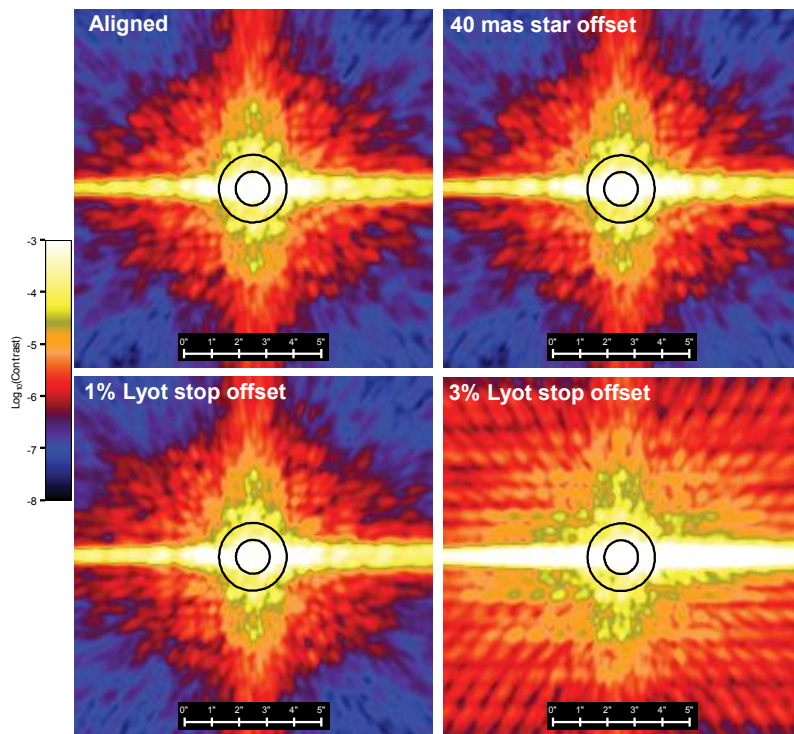 Aligned
40 mas star offset
0" 1" 2" 3" 4" 5"
0" 1" 2" 3" 4" 5"
-3
-4
-5
-6
-7
-8
Log10(Contrast)
1% Lyot stop offset
3% Lyot stop offset
0" 1" 2" 3" 4" 5"
0" 1" 2" 3" 4" 5"